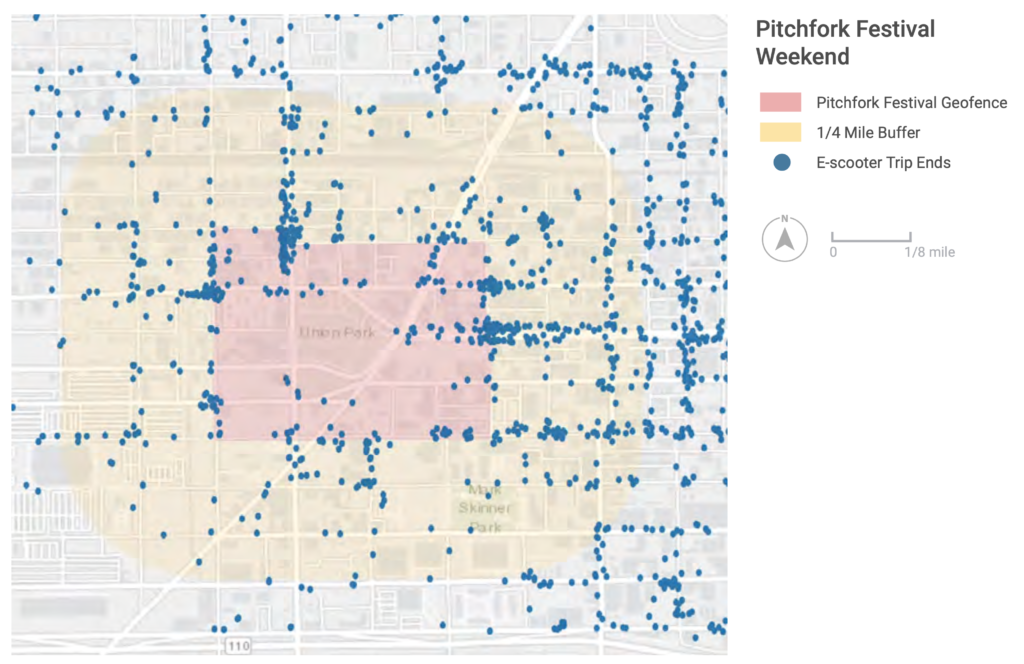 Pitchfork Festival
Weekend
Pitchfork Festival Geofence
1/4 Mile Buffer
E-scooter Trip Ends
N
0 1/8 mile
Union Park
Mark
Skinner
Park
110